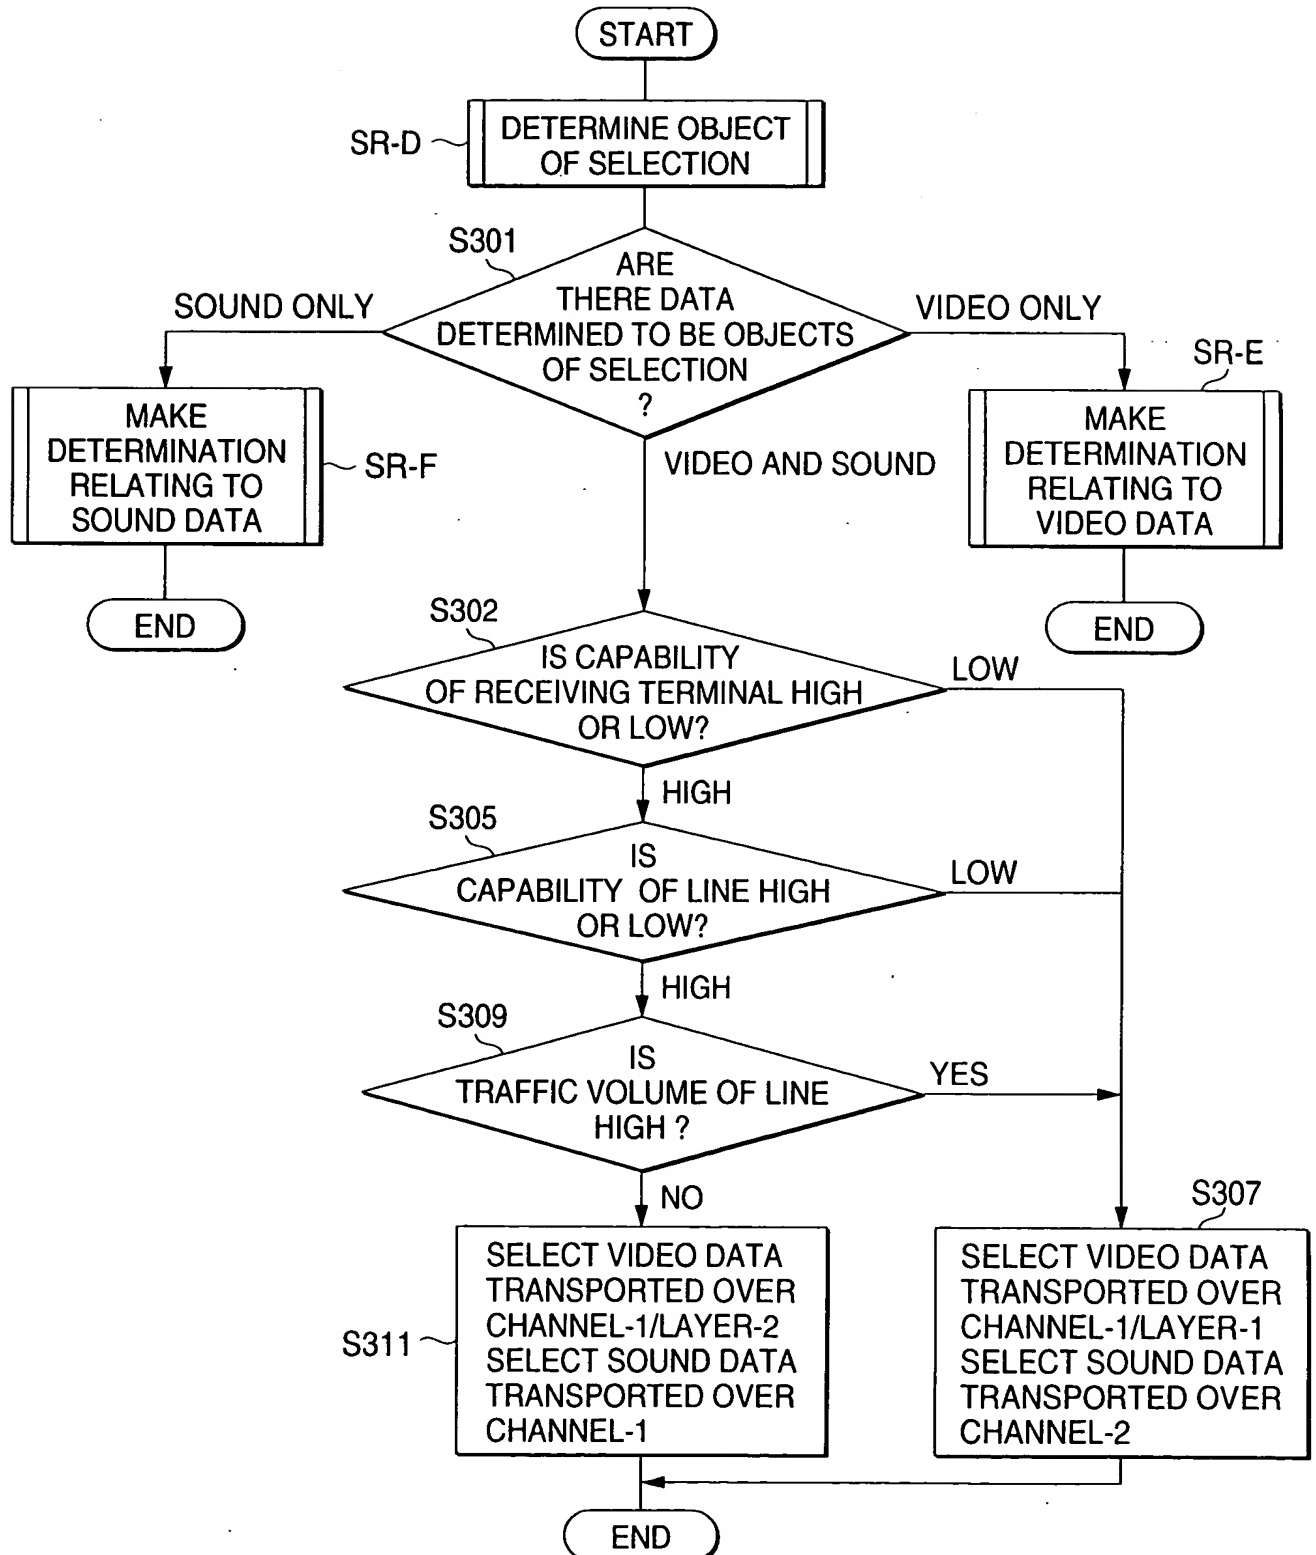 START
SR-D
DETERMINE OBJECT
OF SELECTION
S301
ARE
THERE DATA
DETERMINED TO BE OBJECTS
OF SELECTION
?
SOUND ONLY
VIDEO ONLY
SR-E
MAKE
DETERMINATION
RELATING TO
SOUND DATA
SR-F
VIDEO AND SOUND
MAKE
DETERMINATION
RELATING TO
VIDEO DATA
END
END
S302
IS CAPABILITY
OF RECEIVING TERMINAL HIGH
OR LOW?
LOW
HIGH
S305
IS
CAPABILITY OF LINE HIGH
OR LOW?
LOW
HIGH
S309
IS
TRAFFIC VOLUME OF LINE
HIGH ?
YES
NO
S307
S311
SELECT VIDEO DATA
TRANSPORTED OVER
CHANNEL-1/LAYER-2
SELECT SOUND DATA
TRANSPORTED OVER
CHANNEL-1
SELECT VIDEO DATA
TRANSPORTED OVER
CHANNEL-1/LAYER-1
SELECT SOUND DATA
TRANSPORTED OVER
CHANNEL-2
END